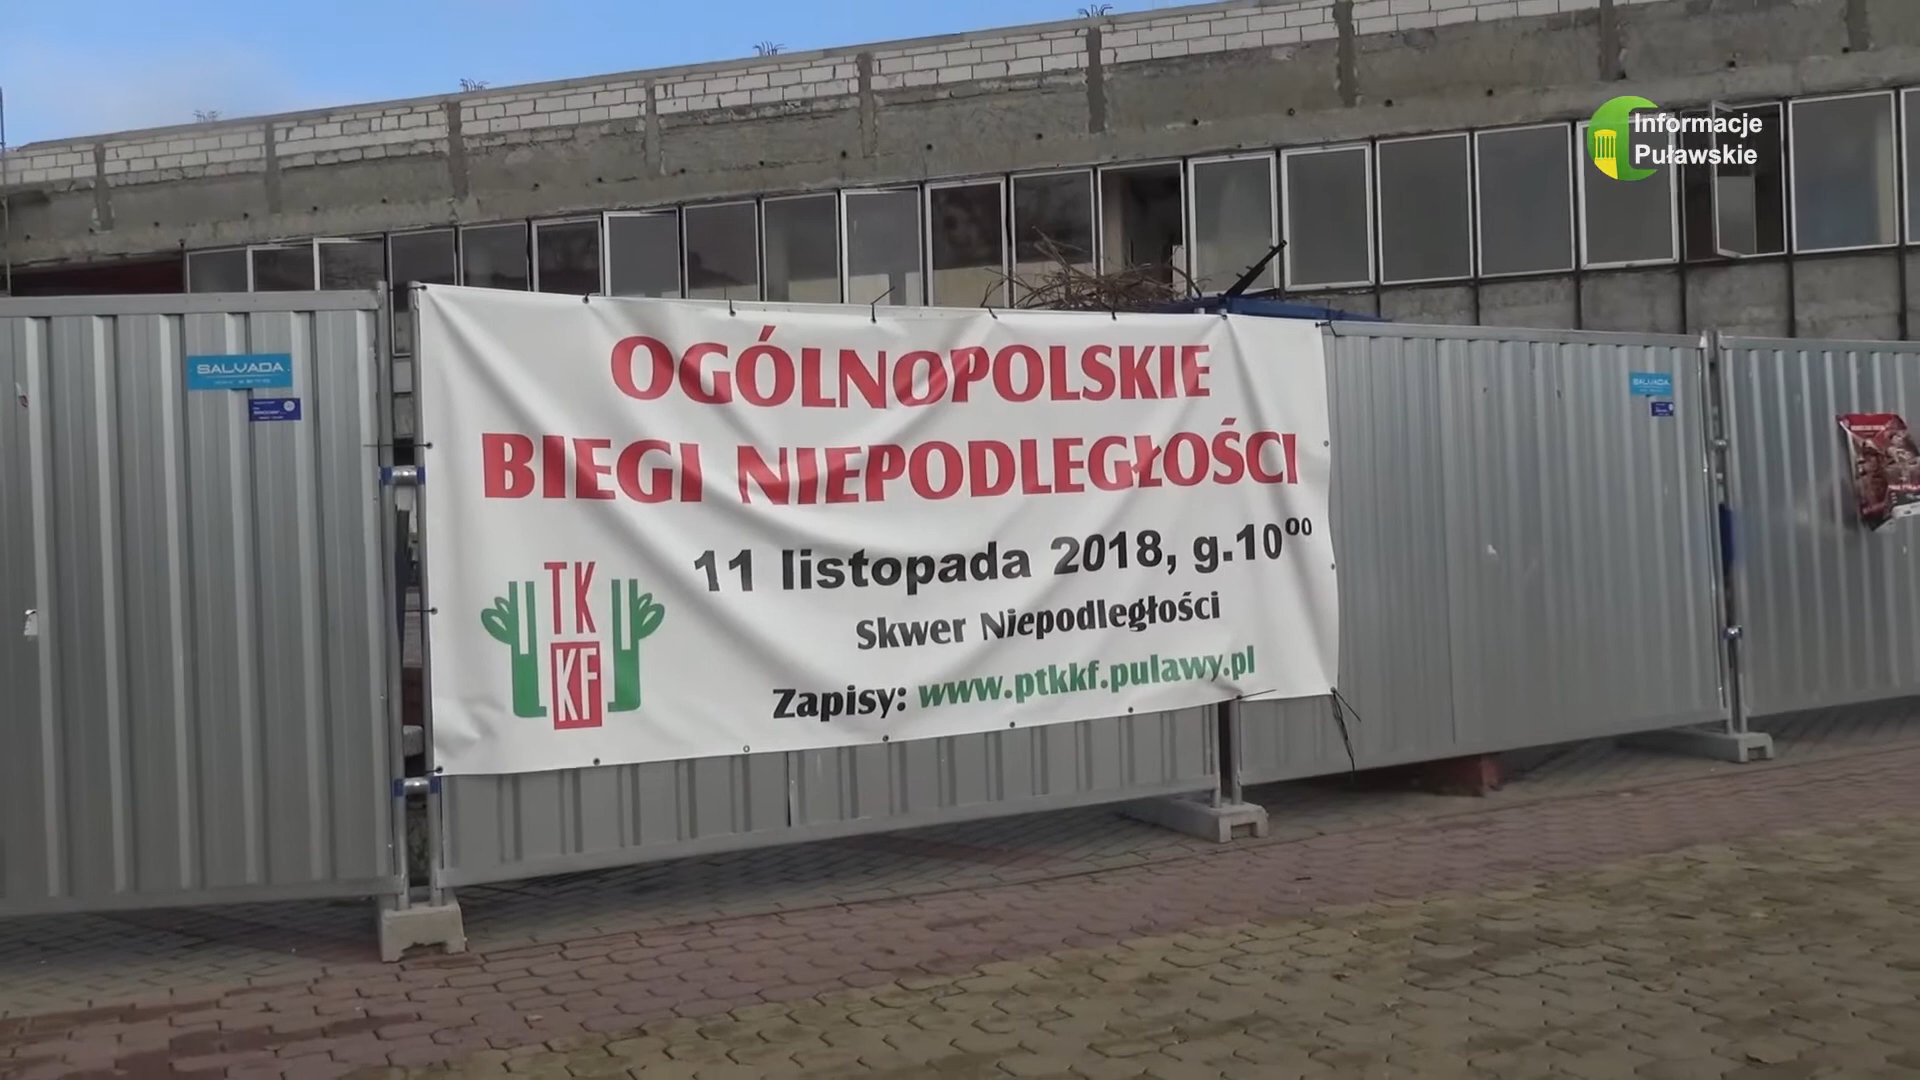 Informacje
Puławskie
SALVADA
SALVADA
OGÓLNOPOLSKIE
BIEGI NIEPODLEGŁOŚCI
11 listopada 2018, g.10⁰⁰
Skwer Niepodległości
Zapisy: www.ptkkf.pulawy.pl
TK
KF